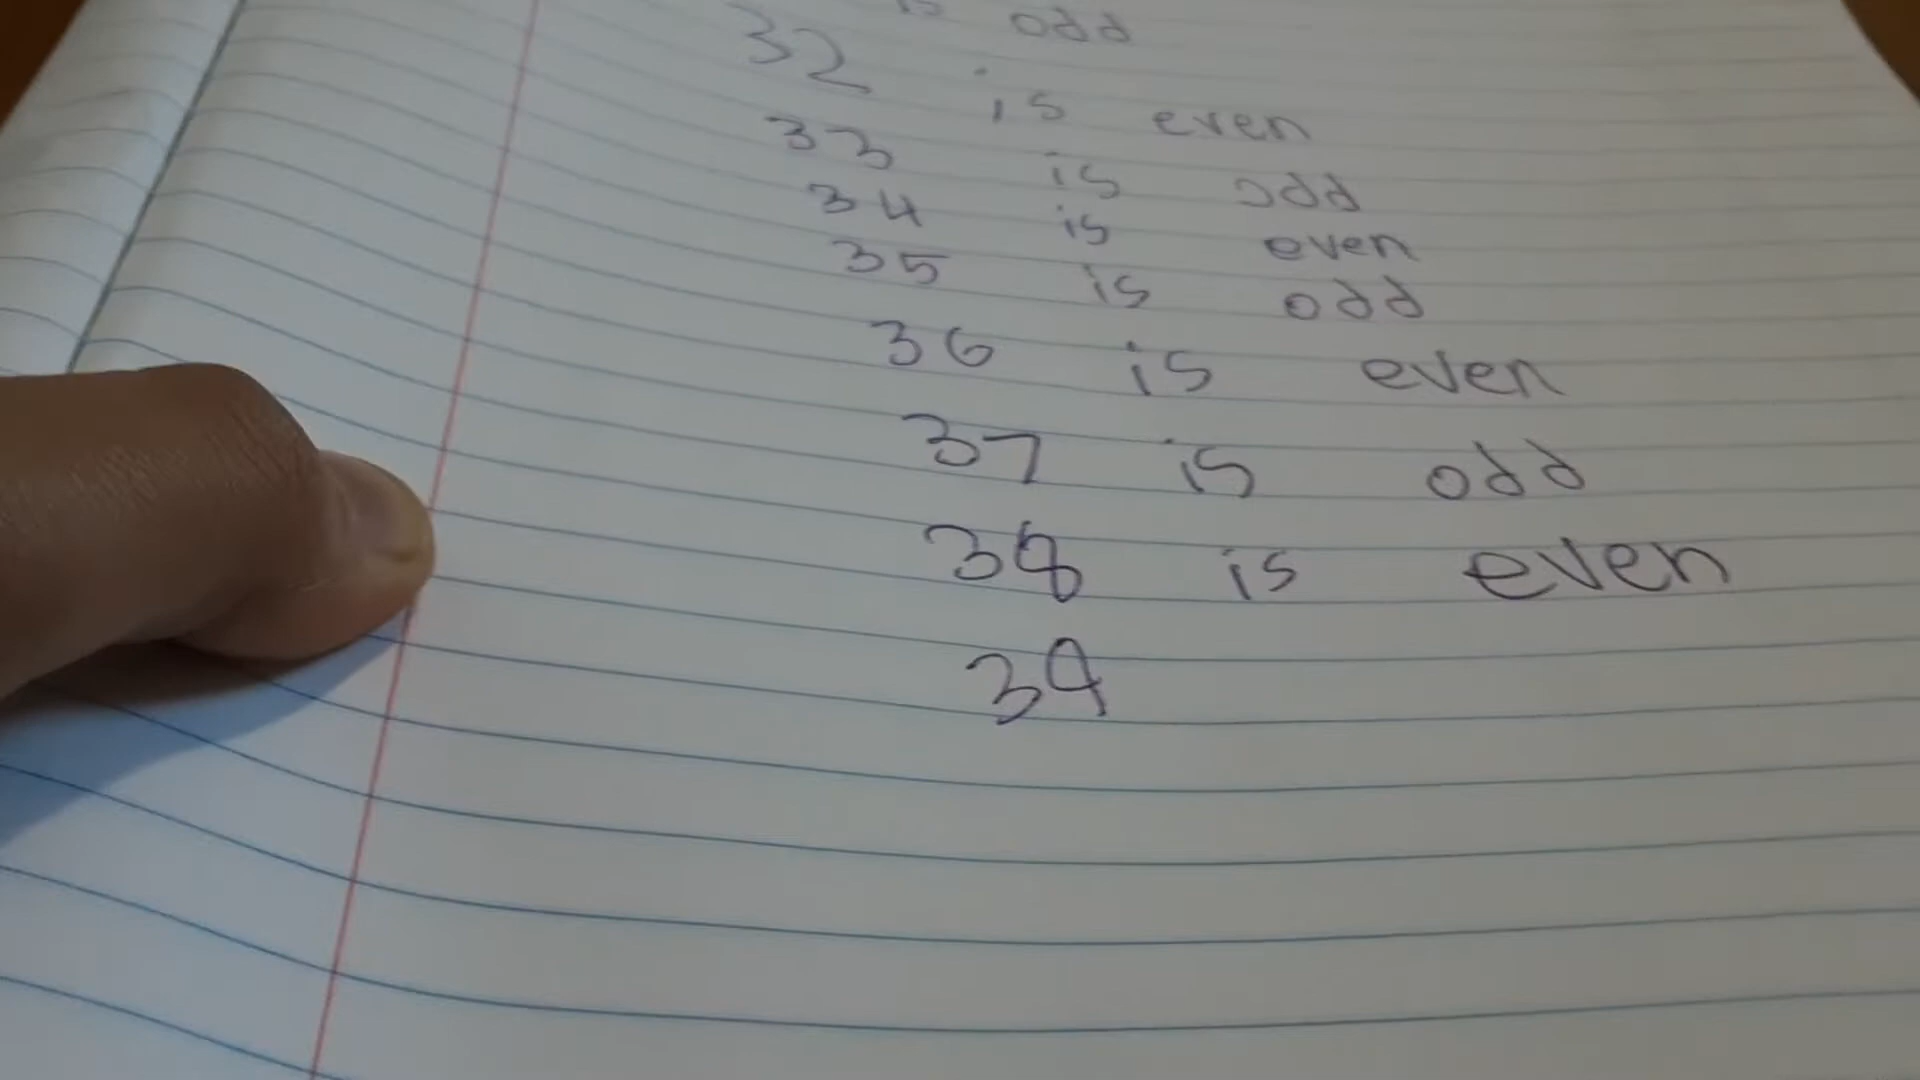 is odd
32 is even
33 is odd
34 is even
35 is odd
36 is even
37 is odd
38 is even
39